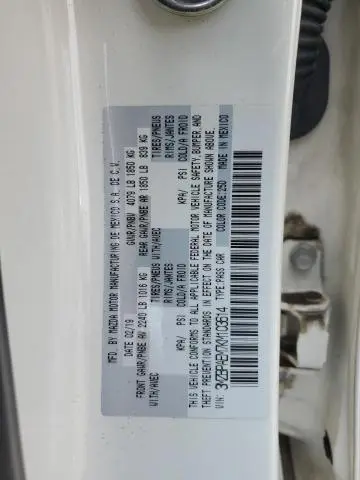 MFD. BY MAZDA MOTOR MANUFACTURING DE MEXICO S.A. DE C.V.
DATE: 02/19 GVWR/PNBV 4079 LB 1850 KG
FRONT GAWR/PNBE AV 2240 LB 1016 KG REAR GAWR/PNBE AR 1850 LB 839 KG
WITH/AVEC TIRES/PNEUS WITH/AVEC TIRES/PNEUS
RIMS/JANTES RIMS/JANTES
KPA/ PSI COLD/A FROID KPA/ PSI COLD/A FROID
THIS VEHICLE CONFORMS TO ALL APPLICABLE FEDERAL MOTOR VEHICLE SAFETY, BUMPER, AND
THEFT PREVENTION STANDARDS IN EFFECT ON THE DATE OF MANUFACTURE SHOWN ABOVE.
VIN: TYPE:PASS CAR COLOR CODE:25D MADE IN MEXICO